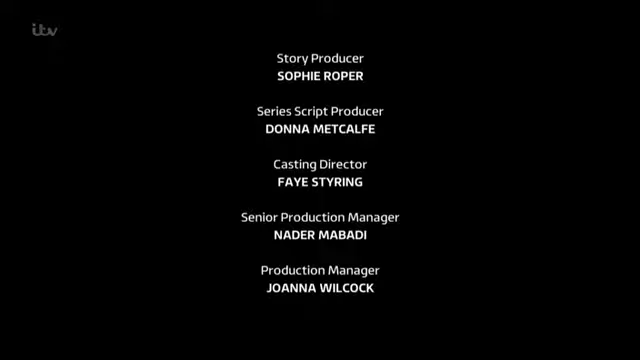 itv
Story Producer
SOPHIE ROPER
Series Script Producer
DONNA METCALFE
Casting Director
FAYE STYRING
Senior Production Manager
NADER MABADI
Production Manager
JOANNA WILCOCK